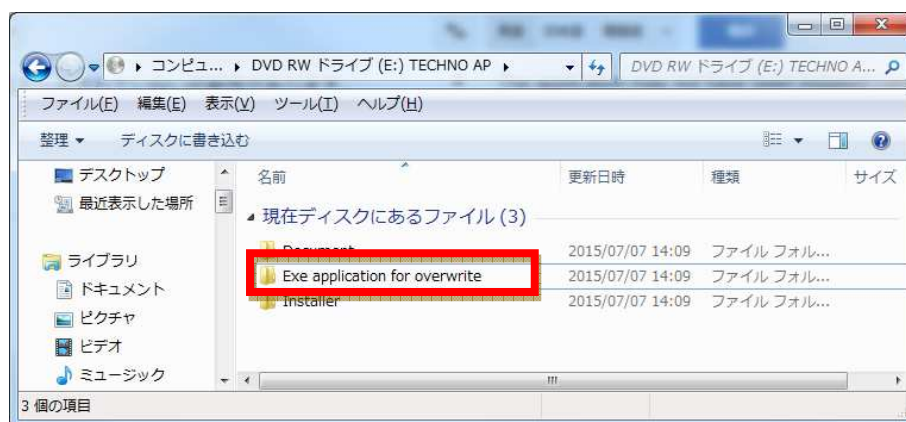 コンピュ... ▸ DVD RW ドライブ (E:) TECHNO AP ▸
DVD RW ドライブ (E:) TECHNO A...
ファイル(F) 編集(E) 表示(V) ツール(T) ヘルプ(H)
整理 ▼ ディスクに書き込む
デスクトップ
最近表示した場所
ライブラリ
ドキュメント
ピクチャ
ビデオ
ミュージック
名前 更新日時 種類 サイズ
現在ディスクにあるファイル (3)
Document 2015/07/07 14:09 ファイル フォル...
Exe application for overwrite 2015/07/07 14:09 ファイル フォル...
Installer 2015/07/07 14:09 ファイル フォル...
3 個の項目